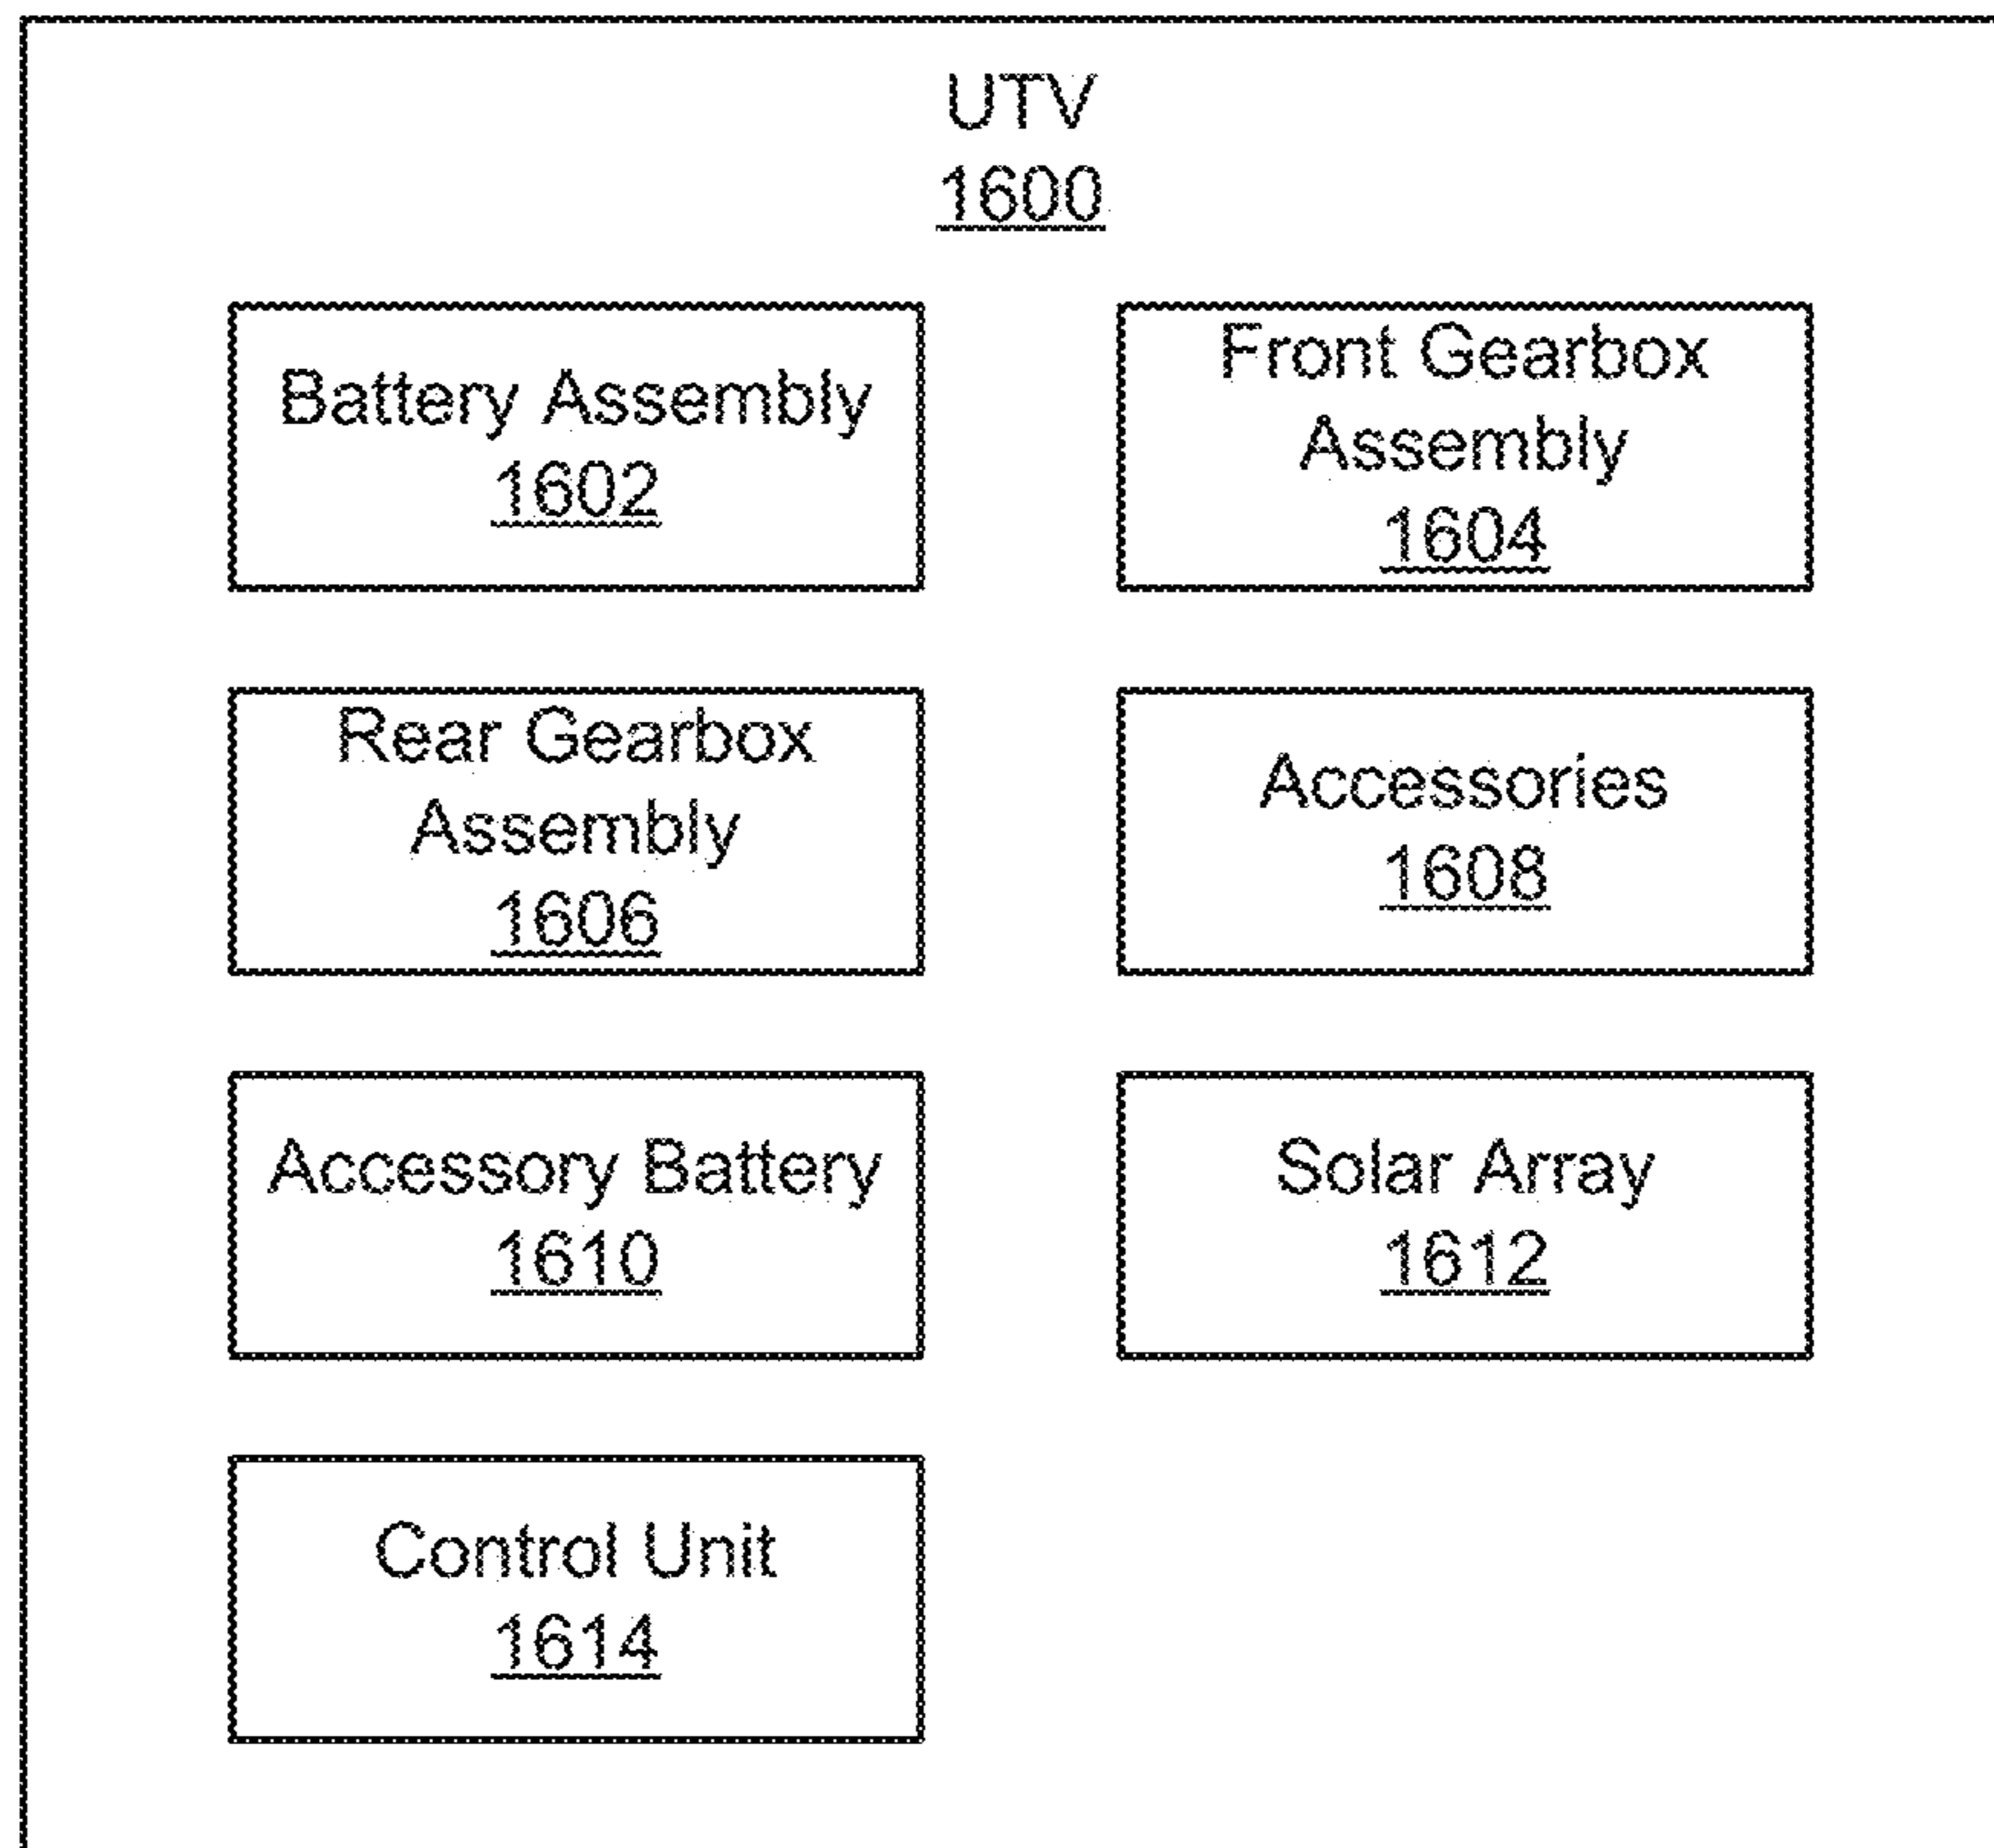 UTV
1600
Battery Assembly
1602
Front Gearbox
Assembly
1604
Rear Gearbox
Assembly
1606
Accessories
1608
Accessory Battery
1610
Solar Array
1612
Control Unit
1614